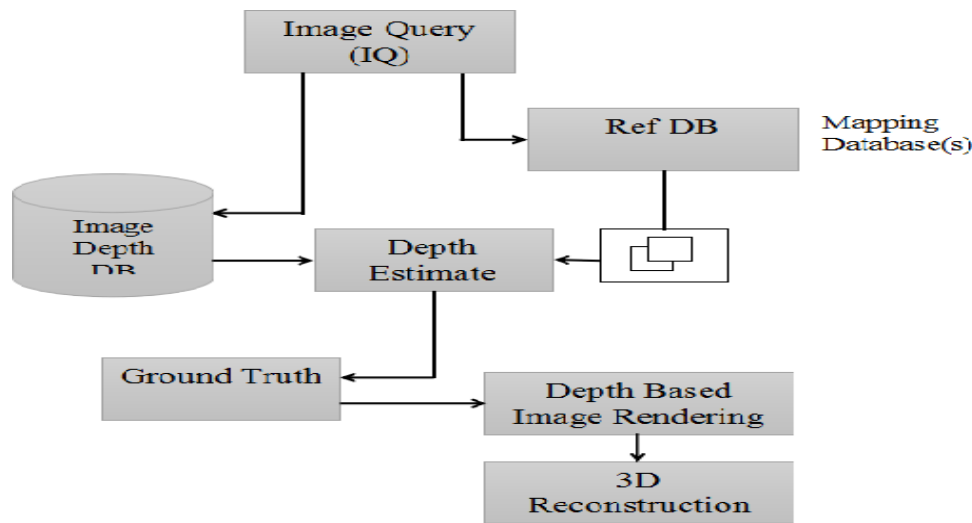 Image Query
(IQ)
Ref DB
Mapping
Database(s)
Image
Depth
DB
Depth
Estimate
Ground Truth
Depth Based
Image Rendering
3D
Reconstruction